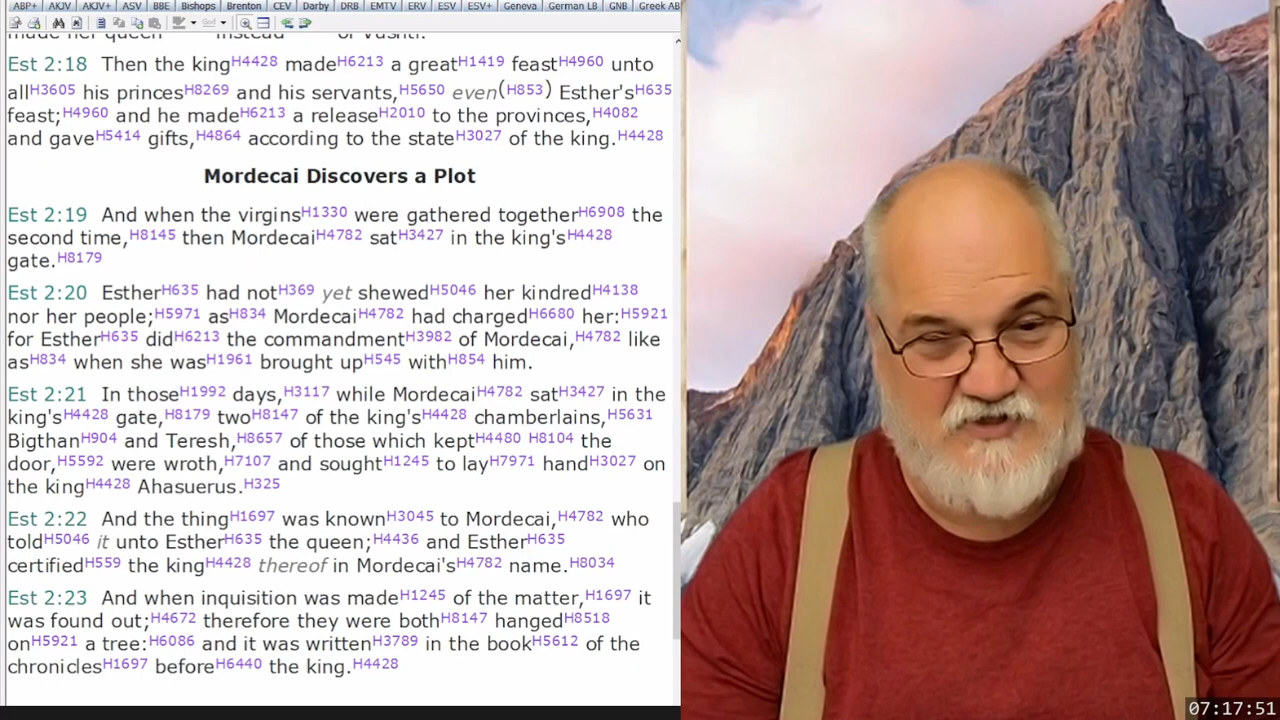 ABP+ AKJV AKJV+ ASV BBE Bishops Brenton CEV Darby DRB EMTV ERV ESV ESV+ Geneva German LB GNB Greek AB
made her queen instead of Vashti.
Est 2:18 Then the kingH4428 madeH6213 a greatH1419 feastH4960 unto
allH3605 his princesH8269 and his servants,H5650 even(H853) Esther'sH635
feast;H4960 and he madeH6213 a releaseH2010 to the provinces,H4082
and gaveH5414 gifts,H4864 according to the stateH3027 of the king.H4428
Mordecai Discovers a Plot
Est 2:19 And when the virginsH1330 were gathered togetherH6908 the
second time,H8145 then MordecaiH4782 satH3427 in the king'sH4428
gate.H8179
Est 2:20 EstherH635 had notH369 yet shewedH5046 her kindredH4138
nor her people;H5971 asH834 MordecaiH4782 had chargedH6680 her:H5921
for EstherH635 didH6213 the commandmentH3982 of Mordecai,H4782 like
asH834 when she wasH1961 brought upH545 withH854 him.
Est 2:21 In thoseH1992 days,H3117 while MordecaiH4782 satH3427 in the
king'sH4428 gate,H8179 twoH8147 of the king'sH4428 chamberlains,H5631
BigthanH904 and Teresh,H8657 of those which keptH4480 H8104 the
door,H5592 were wroth,H7107 and soughtH1245 to layH7971 handH3027 on
the kingH4428 Ahasuerus.H325
Est 2:22 And the thingH1697 was knownH3045 to Mordecai,H4782 who
toldH5046 it unto EstherH635 the queen;H4436 and EstherH635
certifiedH559 the kingH4428 thereof in Mordecai'sH4782 name.H8034
Est 2:23 And when inquisition was madeH1245 of the matter,H1697 it
was found out;H4672 therefore they were bothH8147 hangedH8518
onH5921 a tree:H6086 and it was writtenH3789 in the bookH5612 of the
chroniclesH1697 beforeH6440 the king.H4428
07:17:51